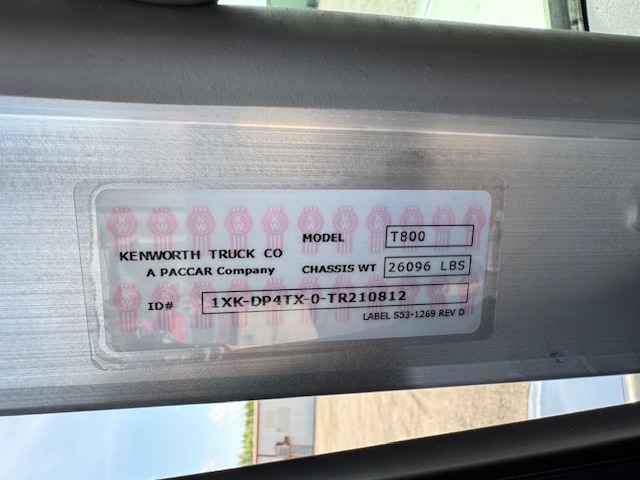 KENWORTH TRUCK CO
A PACCAR Company
MODEL T800
CHASSIS WT 26096 LBS
ID# 1XK-DP4TX-0-TR210812
LABEL S53-1269 REV D